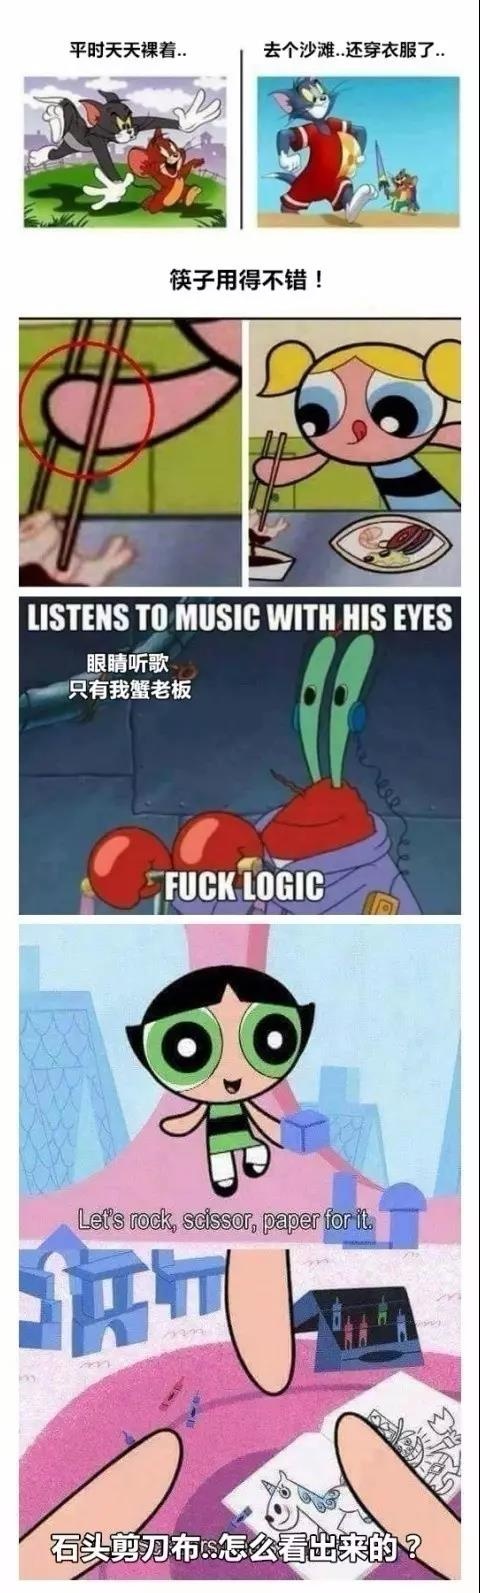 平时天天裸着..
去个沙滩..还穿衣服了..
筷子用得不错！
LISTENS TO MUSIC WITH HIS EYES
眼睛听歌
只有我蟹老板
FUCK LOGIC
Let's rock, scissor, paper for it.
石头剪刀布..怎么看出来的？